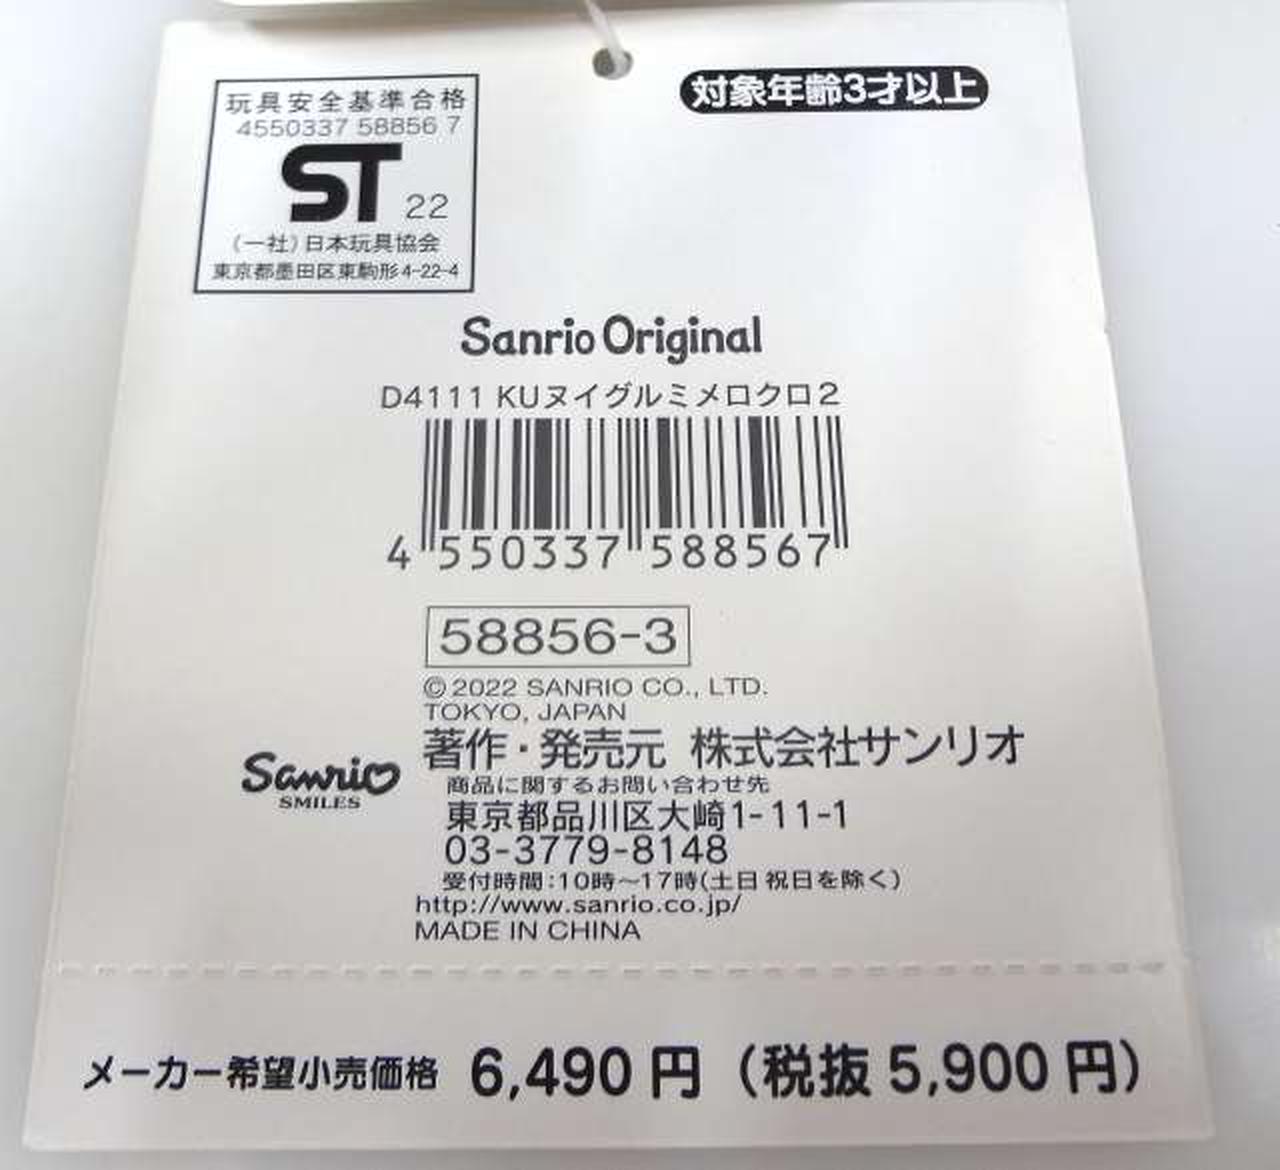 玩具安全基準合格
4550337 58856 7
ST 22
(一社)日本玩具協会
東京都墨田区東駒形4-22-4
対象年齢3才以上
Sanrio Original
D4111 KUヌイグルミメロクロ2
4 550337 588567
58856-3
© 2022 SANRIO CO., LTD.
TOKYO, JAPAN
著作・発売元 株式会社サンリオ
Sanrio
SMILES
商品に関するお問い合わせ先
東京都品川区大崎1-11-1
03-3779-8148
受付時間:10時〜17時(土日祝日を除く)
http://www.sanrio.co.jp/
MADE IN CHINA
メーカー希望小売価格 6,490円(税抜5,900円)